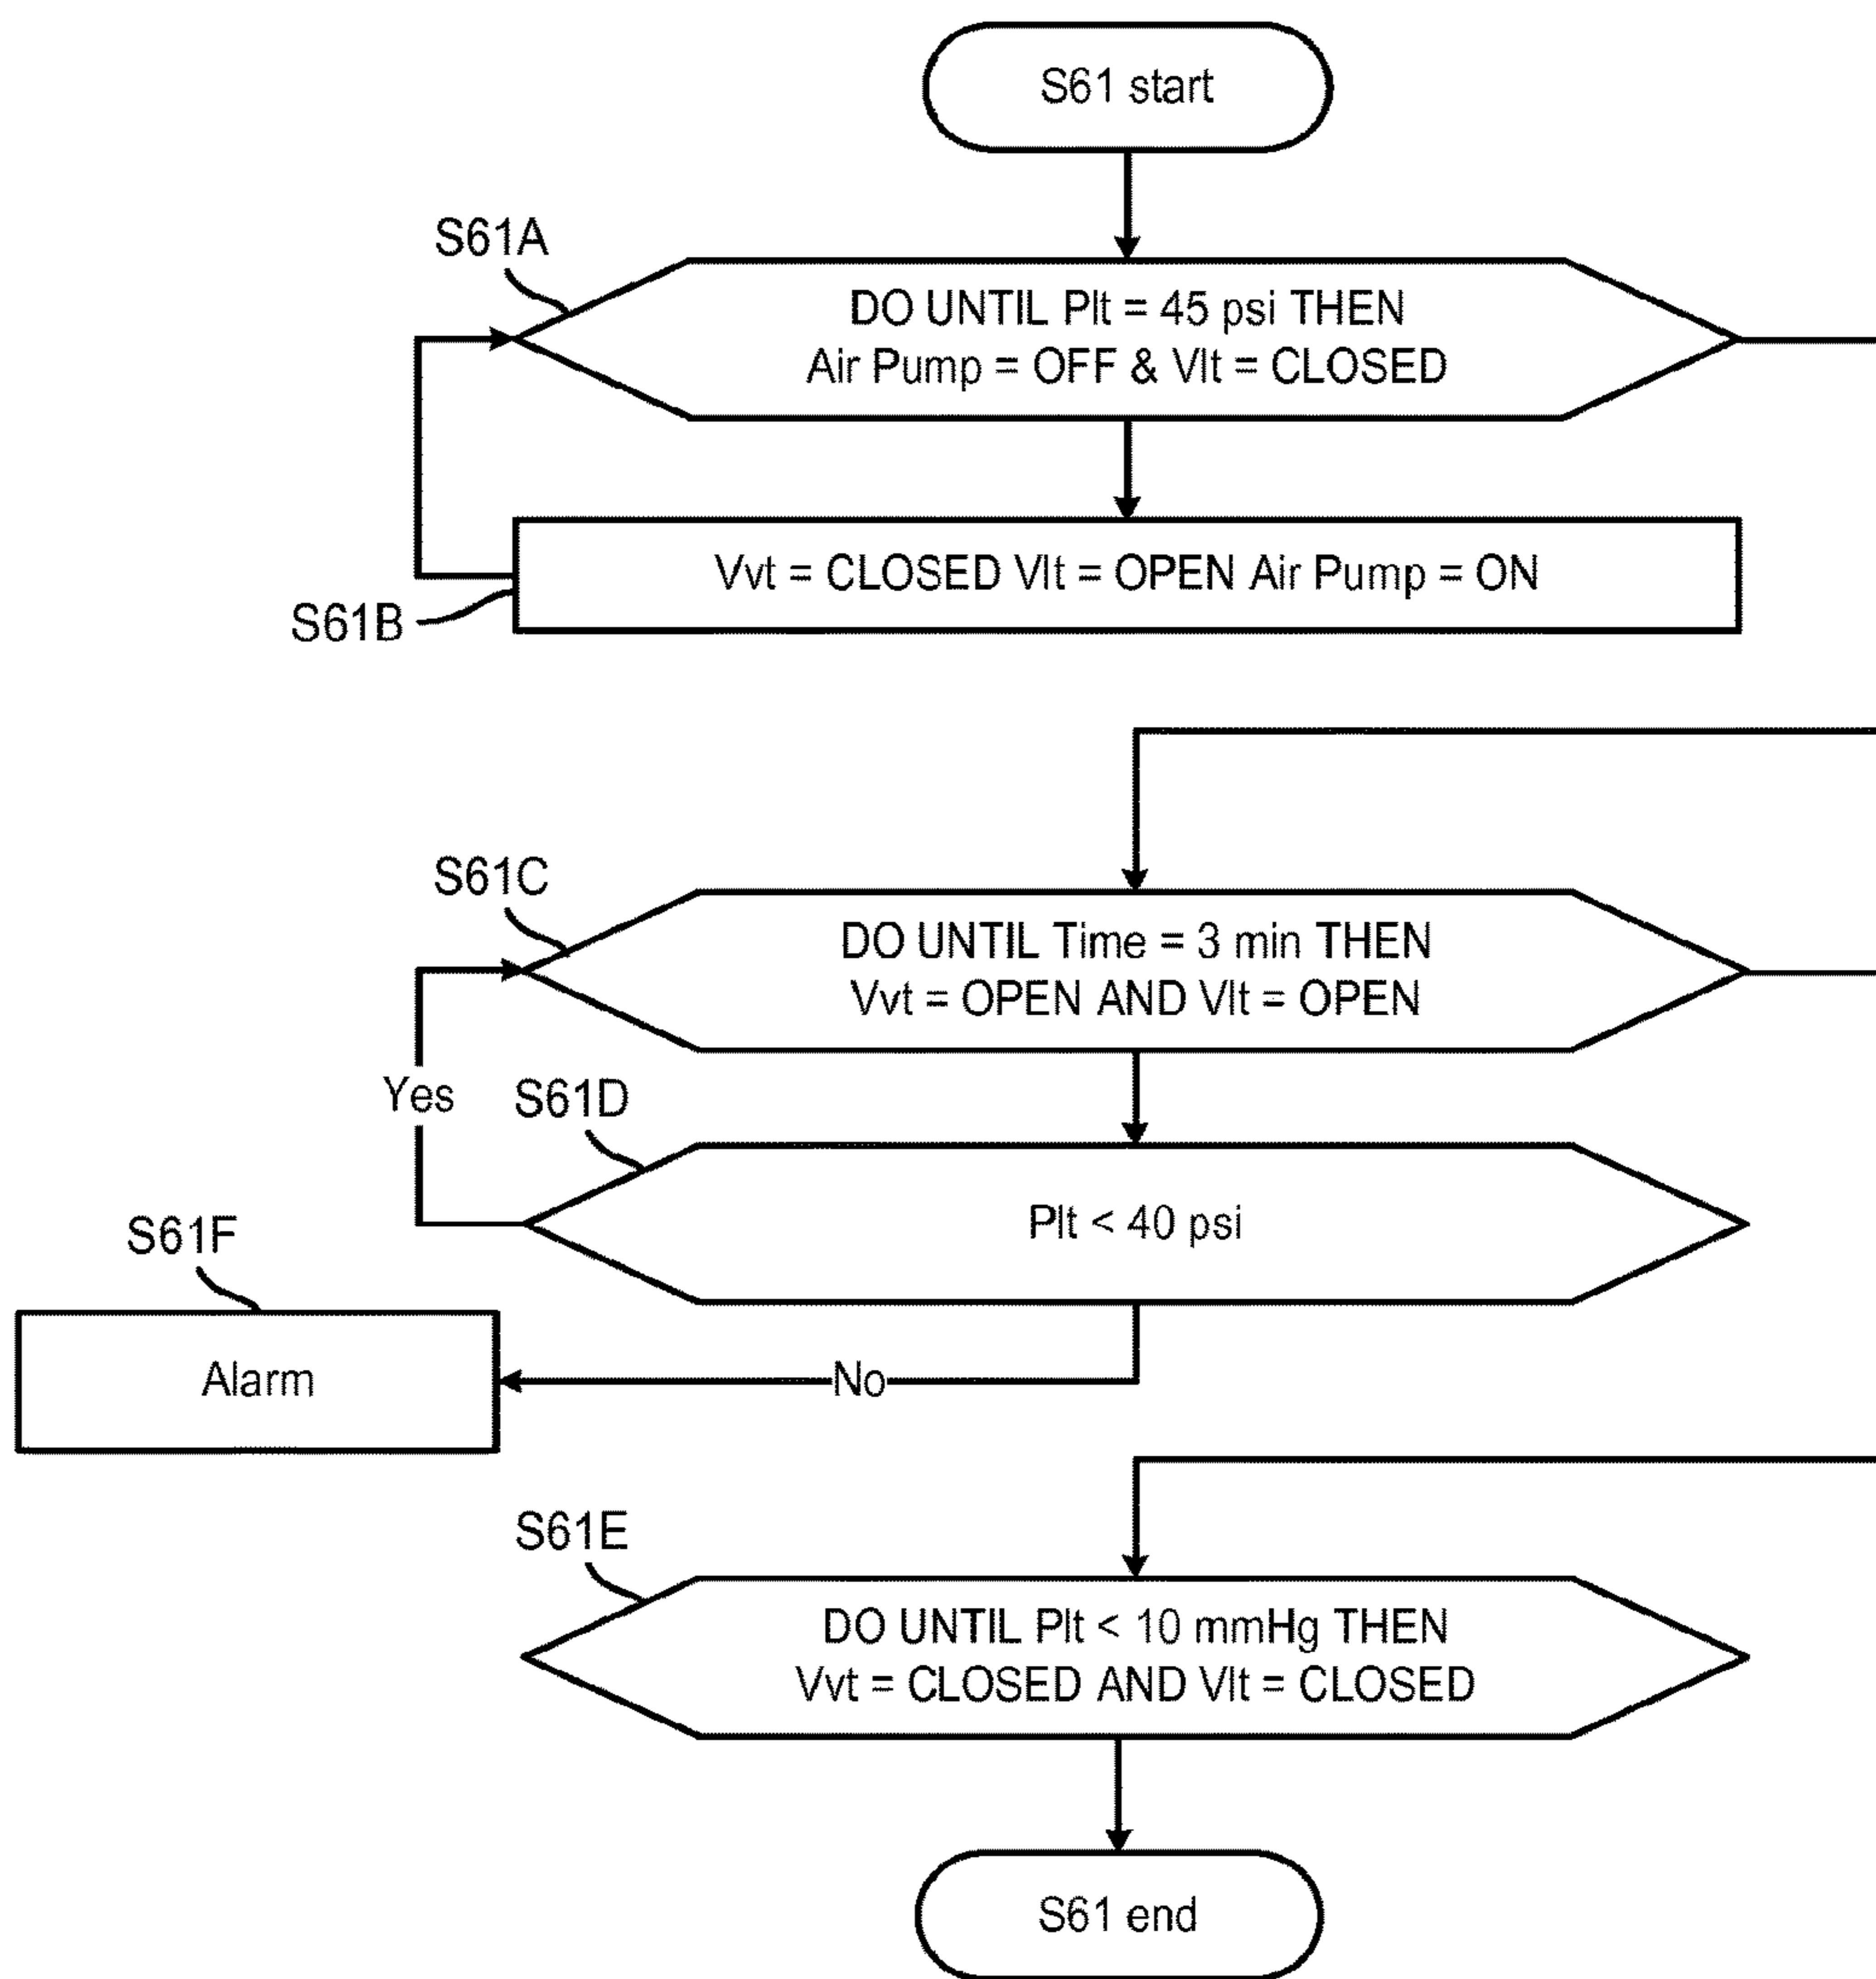 S61 start
S61A
DO UNTIL Plt = 45 psi THEN
Air Pump = OFF & Vlt = CLOSED
Vvt = CLOSED Vlt = OPEN Air Pump = ON
S61B
S61C
DO UNTIL Time = 3 min THEN
Vvt = OPEN AND Vlt = OPEN
Yes
S61D
Plt < 40 psi
S61F
Alarm
No
S61E
DO UNTIL Plt < 10 mmHg THEN
Vvt = CLOSED AND Vlt = CLOSED
S61 end